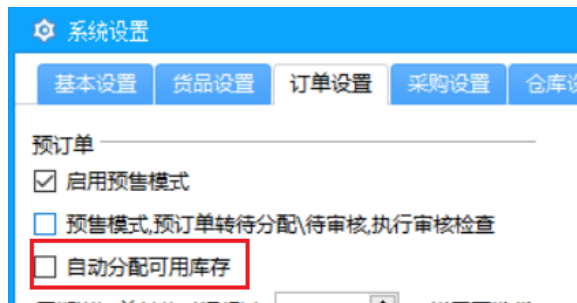 系统设置
基本设置 货品设置 订单设置 采购设置 仓库
预订单
启用预售模式
预售模式,预订单转待分配\待审核,执行审核检查
自动分配可用库存